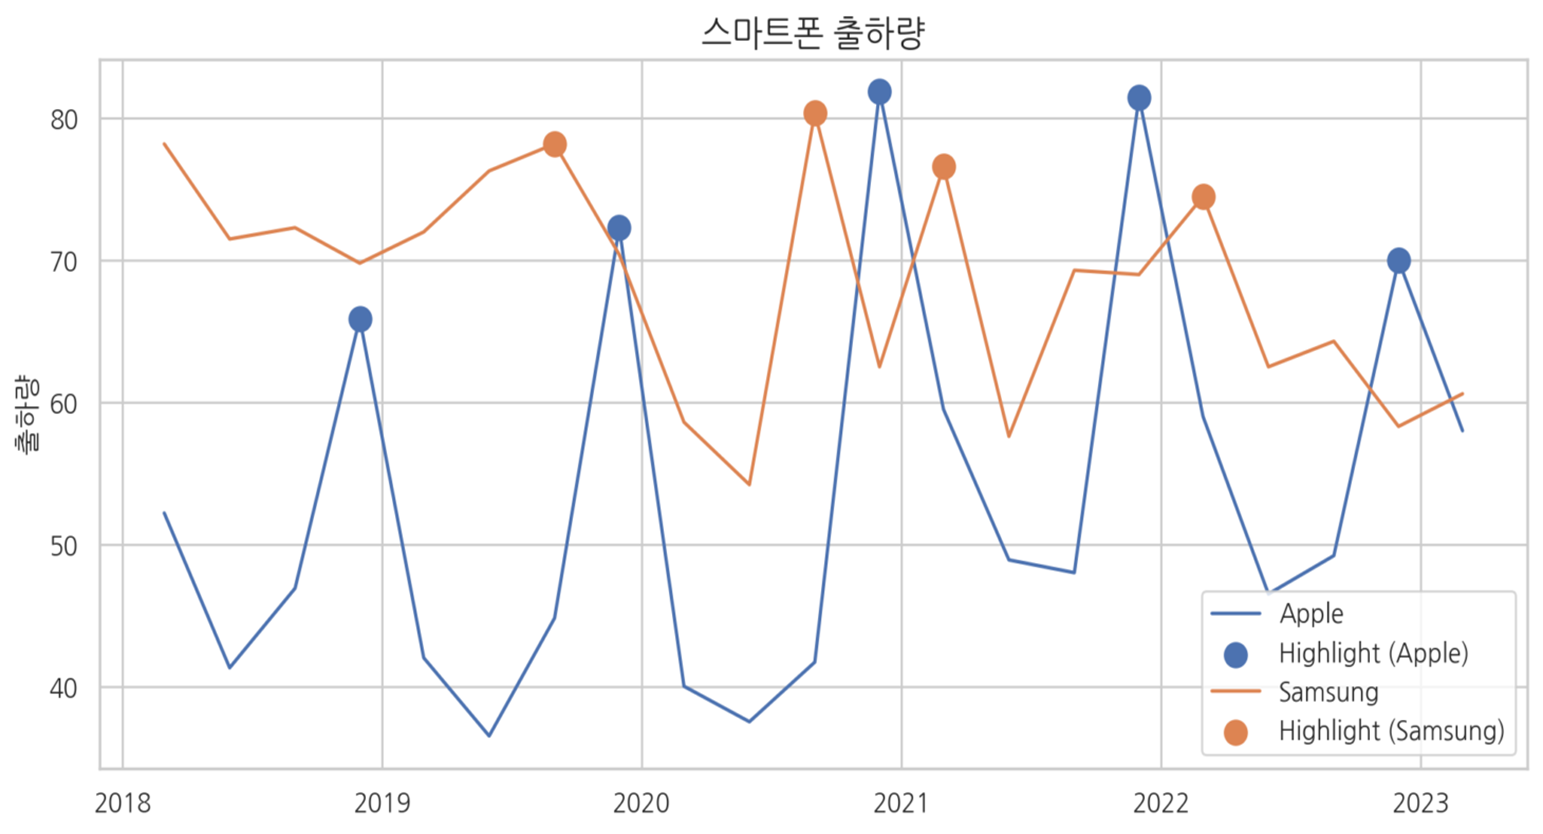 스마트폰 출하량
출하량
80
70
60
50
40
2018 2019 2020 2021 2022 2023
Apple
Highlight (Apple)
Samsung
Highlight (Samsung)